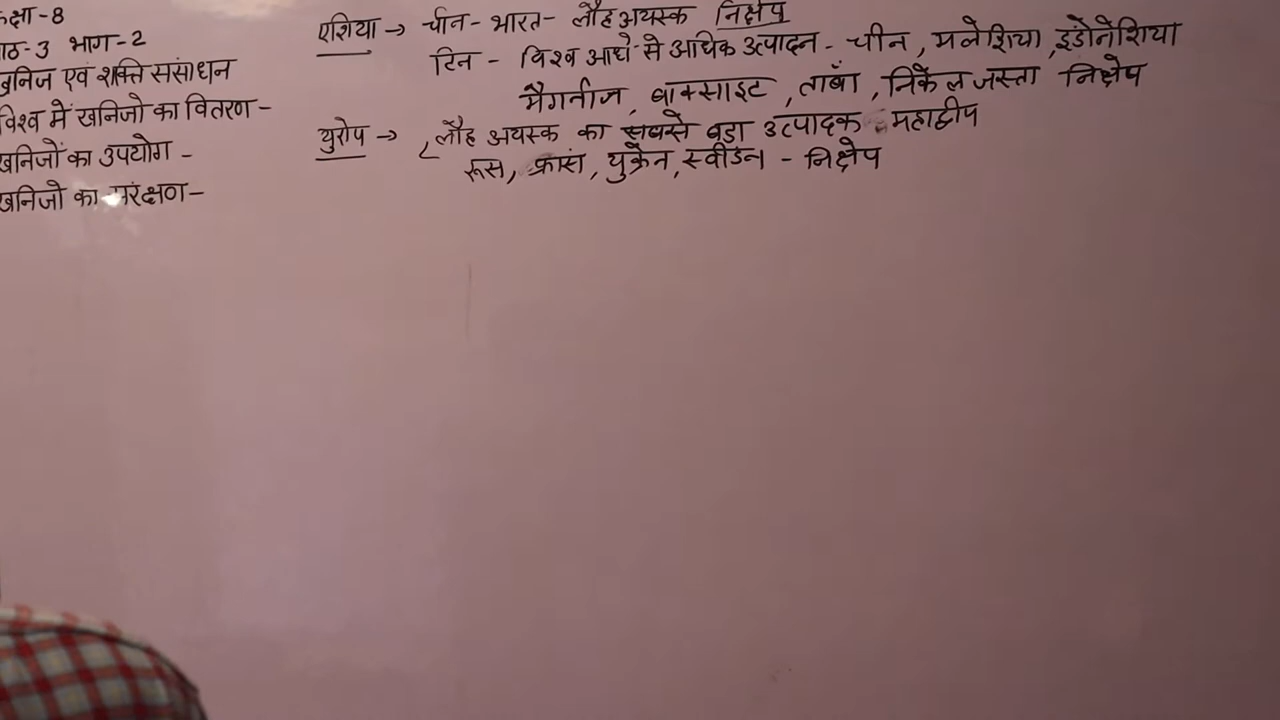 कक्षा-8
पाठ-3 भाग-2
खनिज एवं शक्ति संसाधन
विश्व में खनिजो का वितरण-
खनिजों का उपयोग -
खनिजो का संरक्षण-
एशिया → चीन- भारत- लौह अयस्क निक्षेप
टिन - विश्व आधे से अधिक उत्पादन - चीन, मलेशिया, इंडोनेशिया
मैगनीज, बाक्साइट, ताँबा, निकेल जस्ता निक्षेप
युरोप → लौह अयस्क का सबसे बड़ा उत्पादक महाद्वीप
रूस, फ्रांस, युक्रेन, स्वीडन - निक्षेप